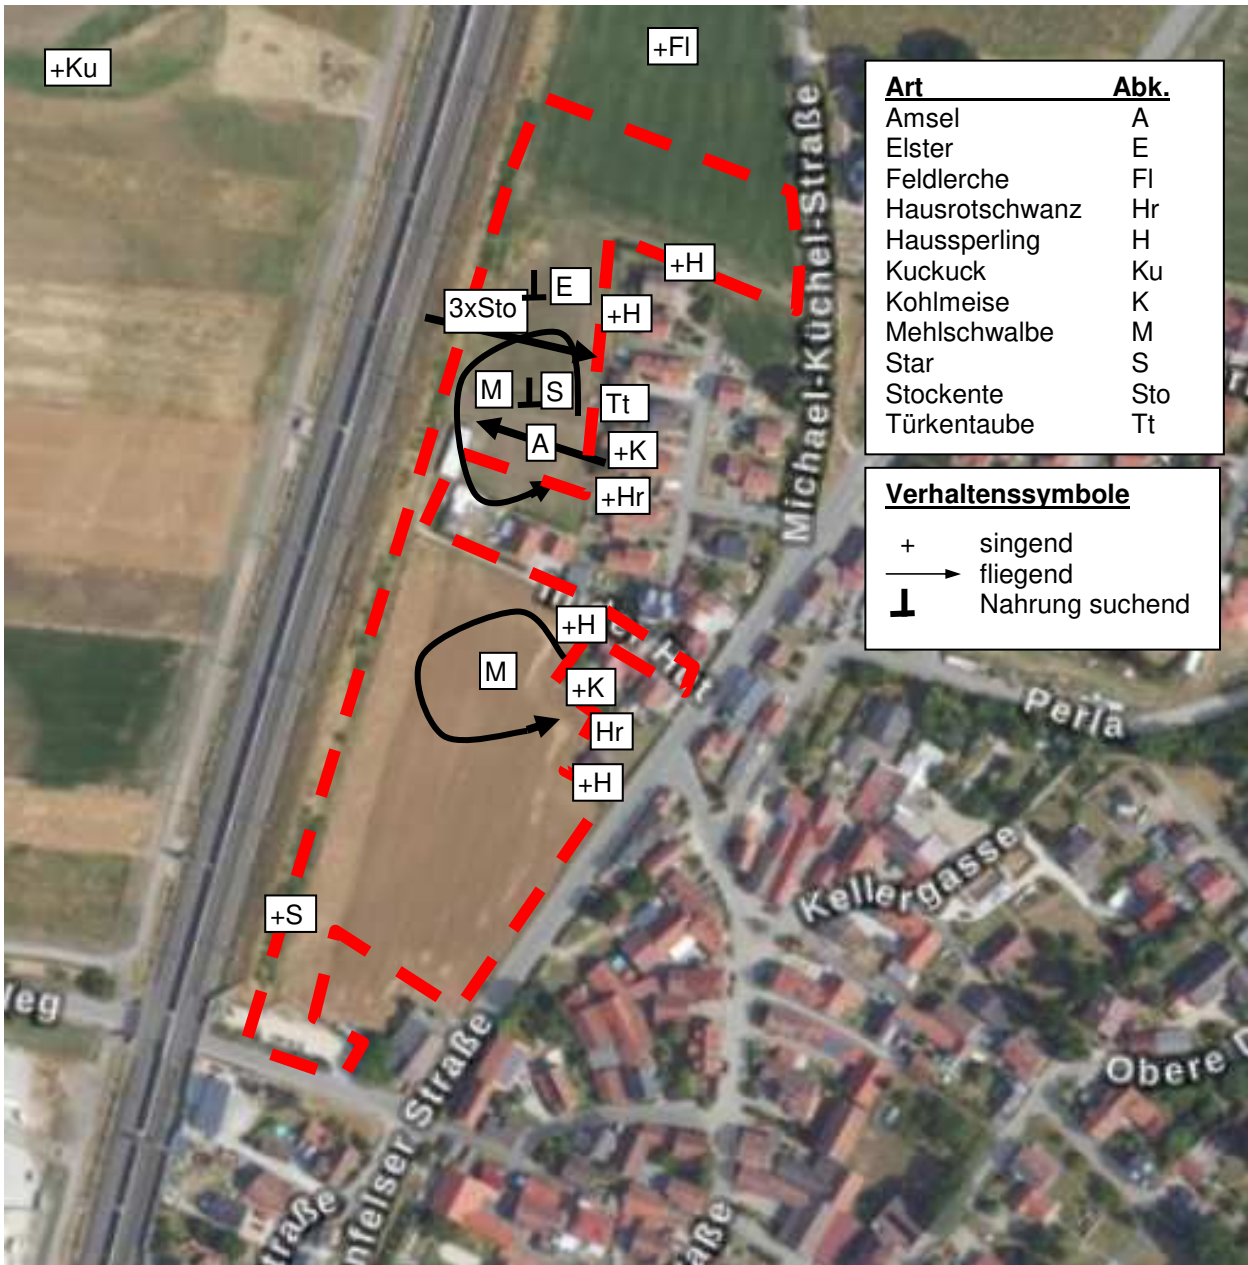 +Ku
+Fl
Art Abk.
Amsel A
Elster E
Feldlerche Fl
Hausrotschwanz Hr
Haussperling H
Kuckuck Ku
Kohlmeise K
Mehlschwalbe M
Star S
Stockente Sto
Türkentaube Tt
Verhaltenssymbole
+ singend
fliegend
Nahrung suchend
Michael-Küchel-Straße
+H
E
3xSto
+H
M
S
Tt
A
+K
+Hr
+H
M
+K
Hr
+H
Perla
Kellergasse
+S
Obere